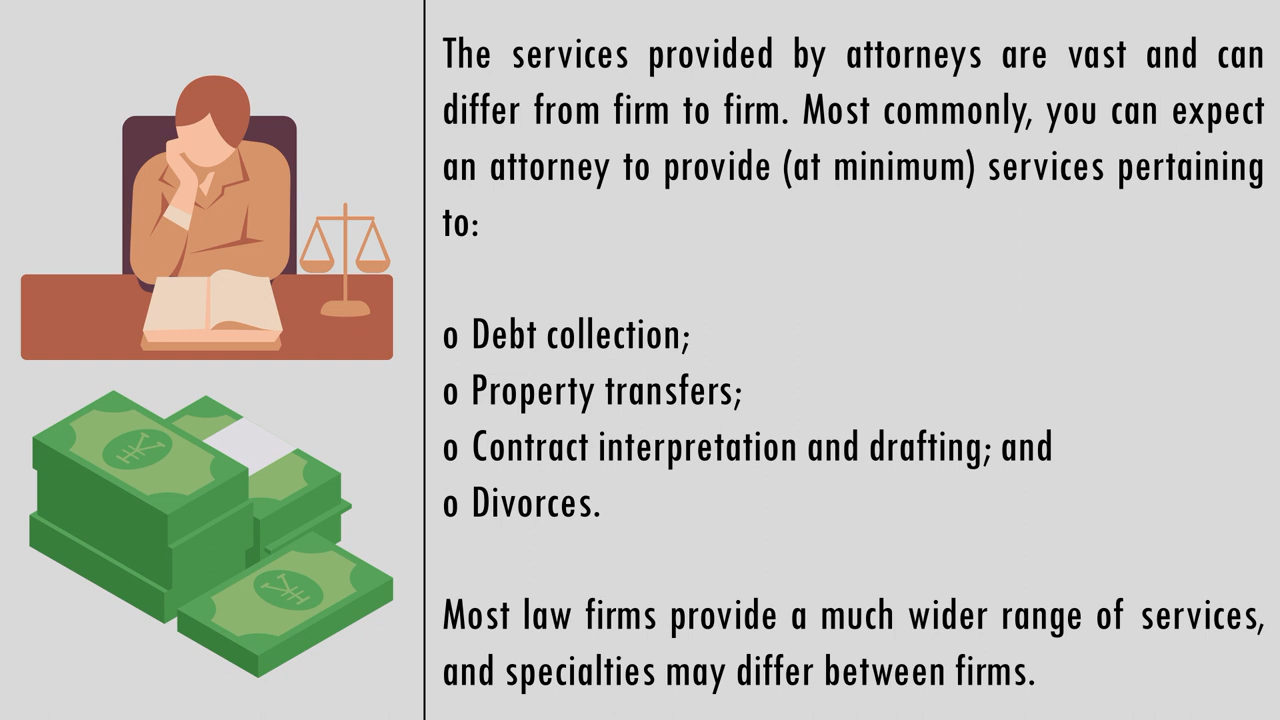 The services provided by attorneys are vast and can
differ from firm to firm. Most commonly, you can expect
an attorney to provide (at minimum) services pertaining
to:
o Debt collection;
o Property transfers;
o Contract interpretation and drafting; and
o Divorces.
Most law firms provide a much wider range of services,
and specialties may differ between firms.